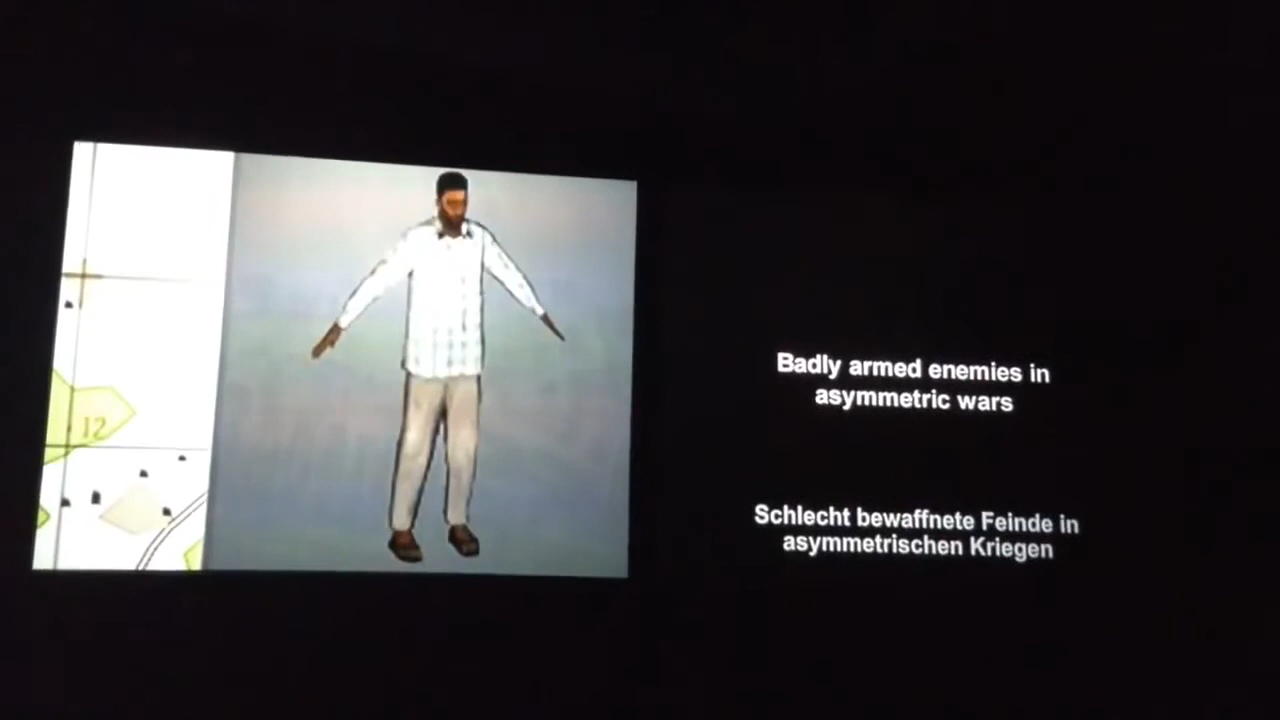 12
Badly armed enemies in
asymmetric wars
Schlecht bewaffnete Feinde in
asymmetrischen Kriegen